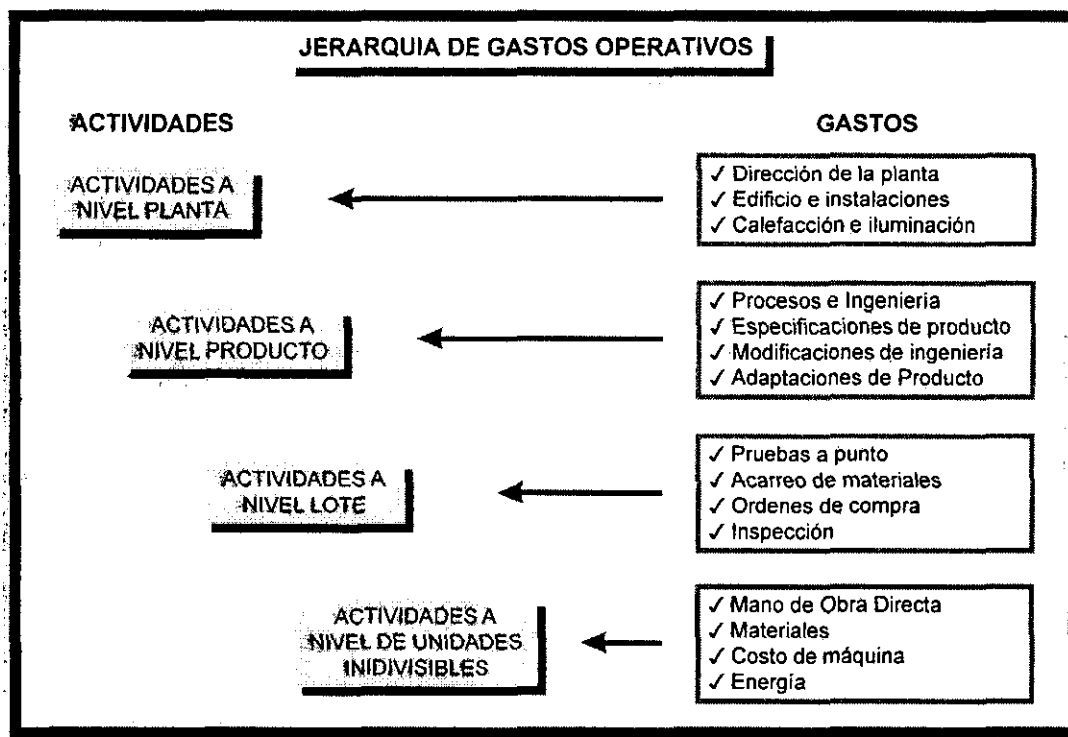 JERARQUIA DE GASTOS OPERATIVOS
ACTIVIDADES
GASTOS
ACTIVIDADES A
NIVEL PLANTA
✓ Dirección de la planta
✓ Edificio e instalaciones
✓ Calefacción e iluminación
ACTIVIDADES A
NIVEL PRODUCTO
✓ Procesos e Ingeniería
✓ Especificaciones de producto
✓ Modificaciones de ingeniería
✓ Adaptaciones de Producto
ACTIVIDADES A
NIVEL LOTE
✓ Pruebas a punto
✓ Acarreo de materiales
✓ Ordenes de compra
✓ Inspección
ACTIVIDADES A
NIVEL DE UNIDADES
INIDIVISIBLES
✓ Mano de Obra Directa
✓ Materiales
✓ Costo de máquina
✓ Energía